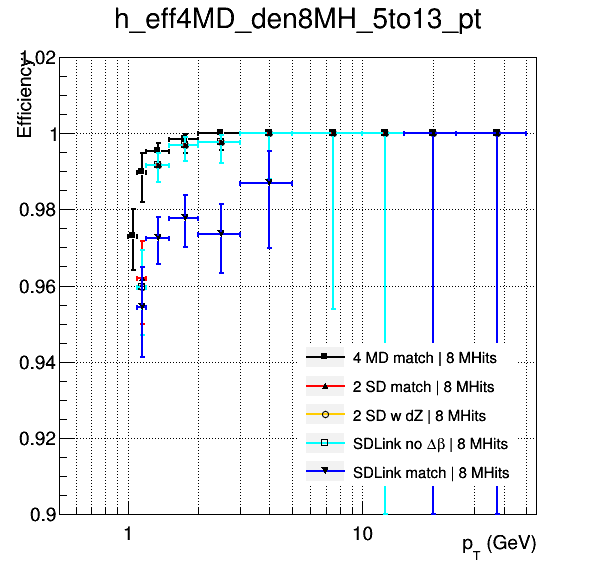 h_eff4MD_den8MH_5to13_pt
Efficiency
1.02
1
0.98
0.96
0.94
0.92
0.9
4 MD match | 8 MHits
2 SD match | 8 MHits
2 SD w dZ | 8 MHits
SDLink no Δβ | 8 MHits
SDLink match | 8 MHits
1
10
p_T (GeV)